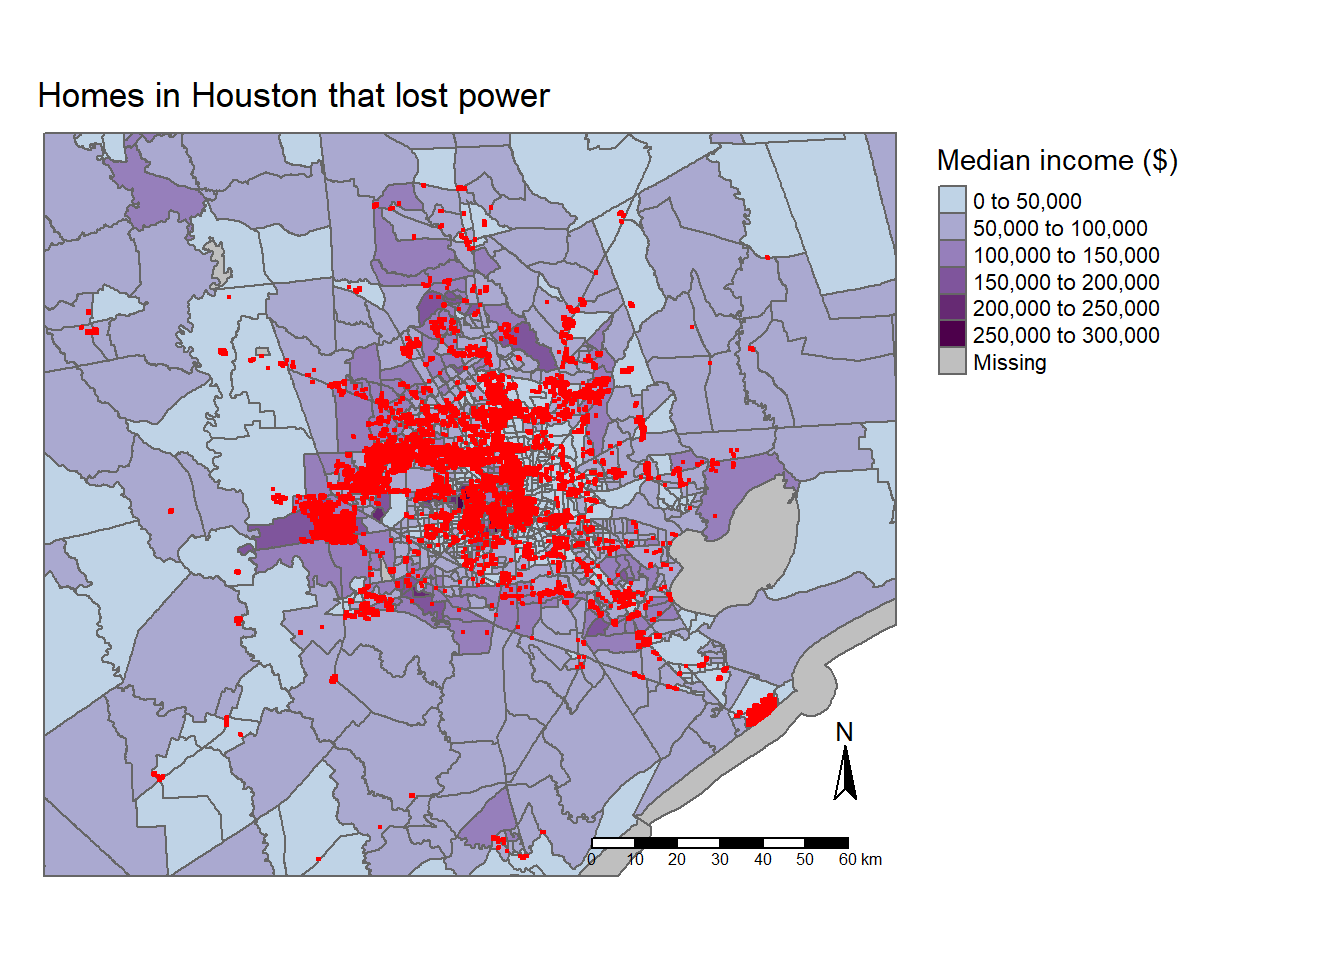 Homes in Houston that lost power
Median income ($)
0 to 50,000
50,000 to 100,000
100,000 to 150,000
150,000 to 200,000
200,000 to 250,000
250,000 to 300,000
Missing
N
0 10 20 30 40 50 60 km